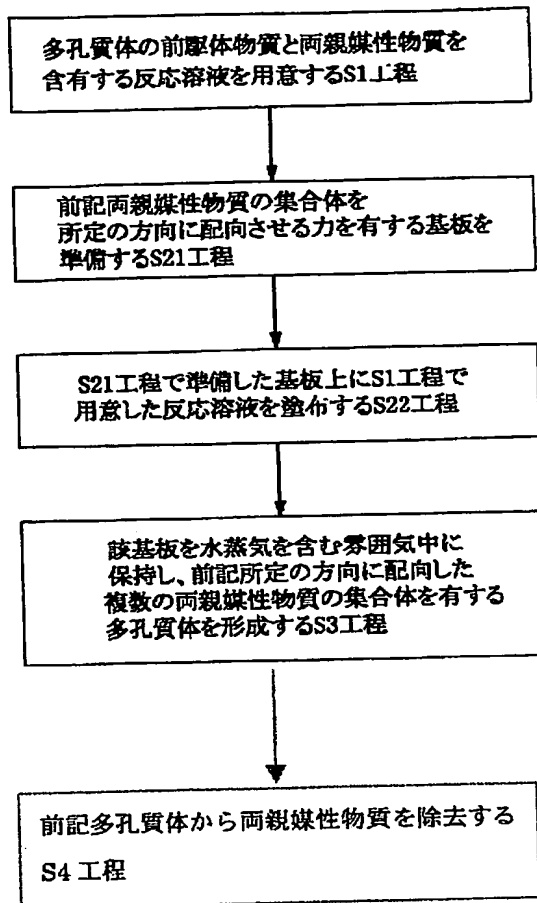 多孔質体の前駆体物質と両親媒性物質を
含有する反応溶液を用意するS1工程
前記両親媒性物質の集合体を
所定の方向に配向させる力を有する基板を
準備するS21工程
S21工程で準備した基板上にS1工程で
用意した反応溶液を塗布するS22工程
該基板を水蒸気を含む雰囲気中に
保持し、前記所定の方向に配向した
複数の両親媒性物質の集合体を有する
多孔質体を形成するS3工程
前記多孔質体から両親媒性物質を除去する
S4 工程